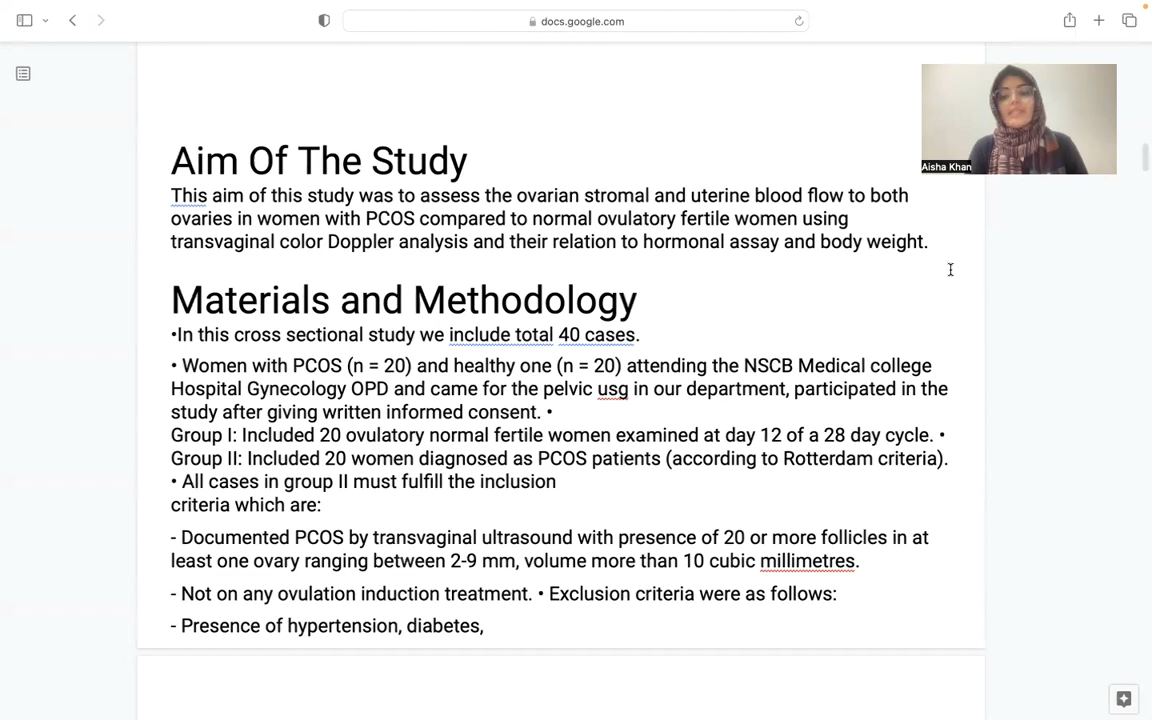 docs.google.com
Aisha Khan
Aim Of The Study
This aim of this study was to assess the ovarian stromal and uterine blood flow to both
ovaries in women with PCOS compared to normal ovulatory fertile women using
transvaginal color Doppler analysis and their relation to hormonal assay and body weight.
Materials and Methodology
•In this cross sectional study we include total 40 cases.
• Women with PCOS (n = 20) and healthy one (n = 20) attending the NSCB Medical college
Hospital Gynecology OPD and came for the pelvic usg in our department, participated in the
study after giving written informed consent. •
Group I: Included 20 ovulatory normal fertile women examined at day 12 of a 28 day cycle. •
Group II: Included 20 women diagnosed as PCOS patients (according to Rotterdam criteria).
• All cases in group II must fulfill the inclusion
criteria which are:
- Documented PCOS by transvaginal ultrasound with presence of 20 or more follicles in at
least one ovary ranging between 2-9 mm, volume more than 10 cubic millimetres.
- Not on any ovulation induction treatment. • Exclusion criteria were as follows:
- Presence of hypertension, diabetes,